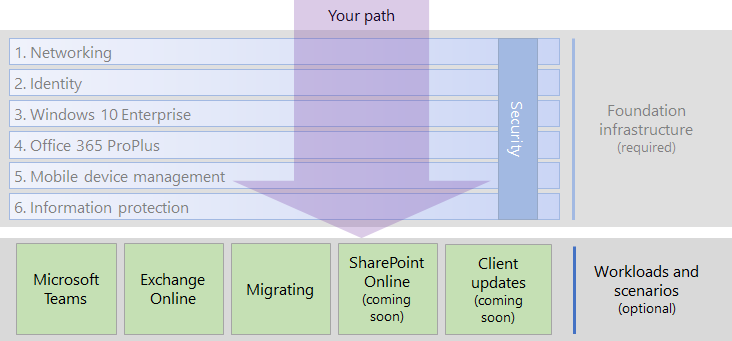 Your path
1. Networking
2. Identity
3. Windows 10 Enterprise
4. Office 365 ProPlus
5. Mobile device management
6. Information protection
Security
Foundation
infrastructure
(required)
Microsoft
Teams
Exchange
Online
Migrating
SharePoint
Online
(coming
soon)
Client
updates
(coming
soon)
Workloads and
scenarios
(optional)